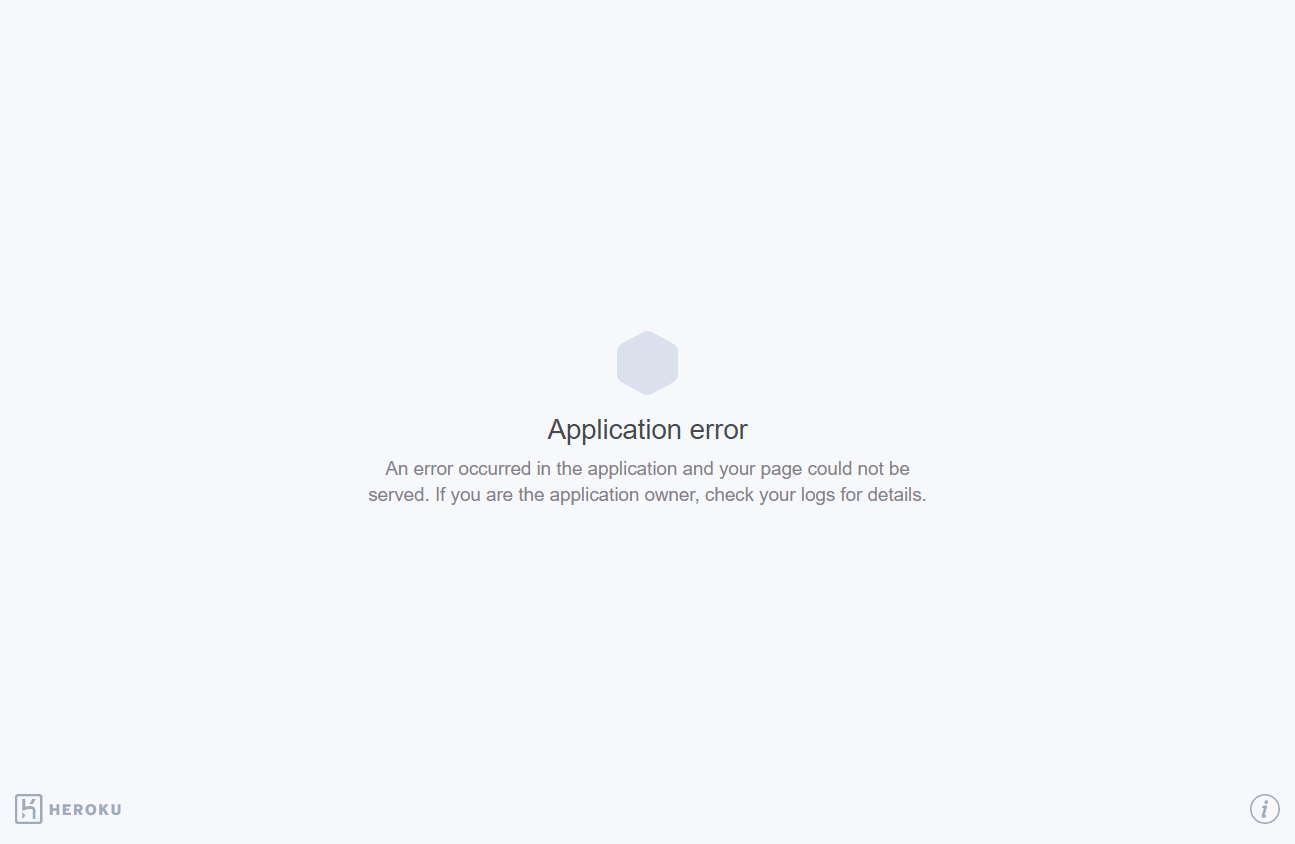 Application error
An error occurred in the application and your page could not be
served. If you are the application owner, check your logs for details.
HEROKU